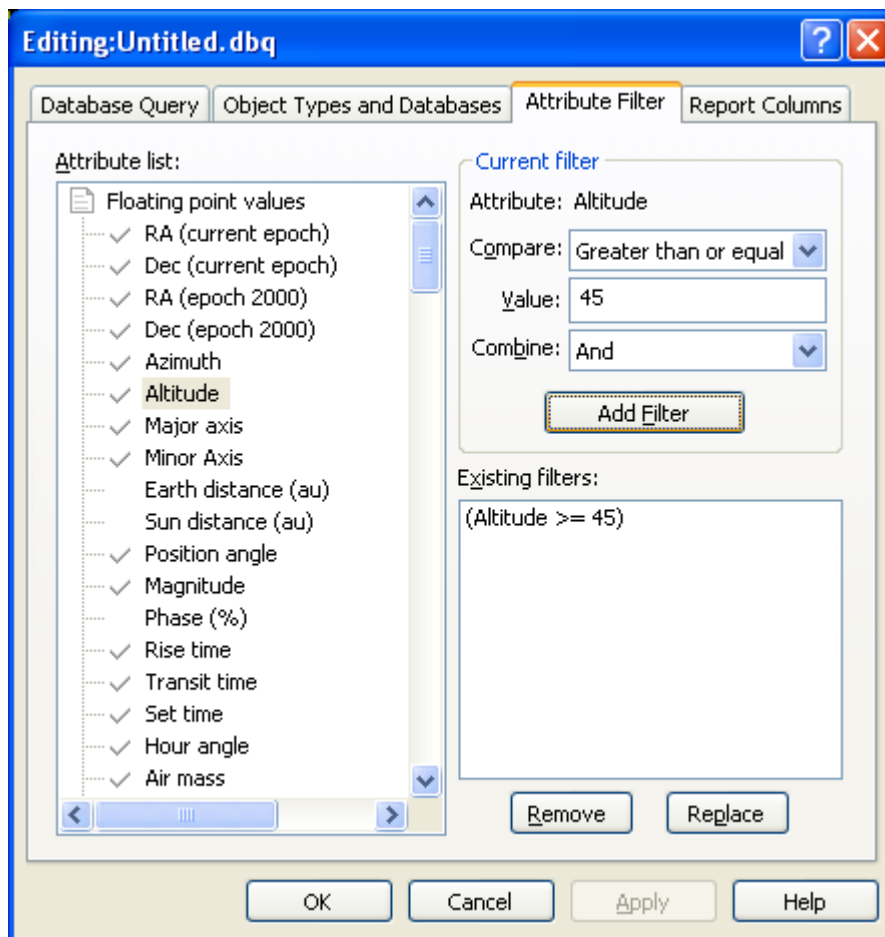 Editing:Untitled.dbq
Database Query
Object Types and Databases
Attribute Filter
Report Columns
Attribute list:
Floating point values
RA (current epoch)
Dec (current epoch)
RA (epoch 2000)
Dec (epoch 2000)
Azimuth
Altitude
Major axis
Minor Axis
Earth distance (au)
Sun distance (au)
Position angle
Magnitude
Phase (%)
Rise time
Transit time
Set time
Hour angle
Air mass
Current filter
Attribute: Altitude
Compare: Greater than or equal
Value: 45
Combine: And
Add Filter
Existing filters:
(Altitude >= 45)
Remove
Replace
OK
Cancel
Apply
Help